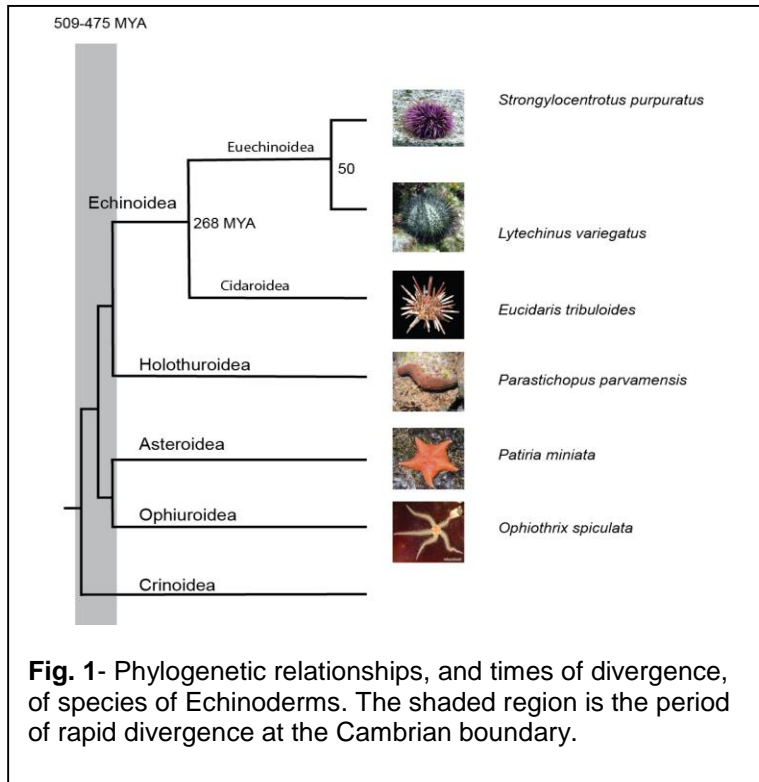 509-475 MYA
Strongylocentrotus purpuratus
Euechinoidea
50
Echinoidea
268 MYA
Lytechinus variegatus
Cidaroidea
Eucidaris tribuloides
Holothuroidea
Parastichopus parvamensis
Asteroidea
Patiria miniata
Ophiuroidea
Ophiothrix spiculata
Crinoidea
Fig. 1- Phylogenetic relationships, and times of divergence,
of species of Echinoderms. The shaded region is the period
of rapid divergence at the Cambrian boundary.